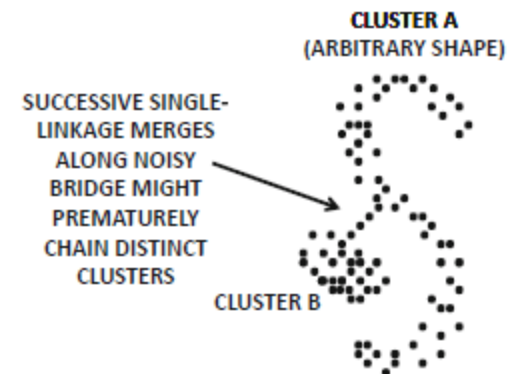 CLUSTER A
(ARBITRARY SHAPE)
SUCCESSIVE SINGLE-
LINKAGE MERGES
ALONG NOISY
BRIDGE MIGHT
PREMATURELY
CHAIN DISTINCT
CLUSTERS
CLUSTER B